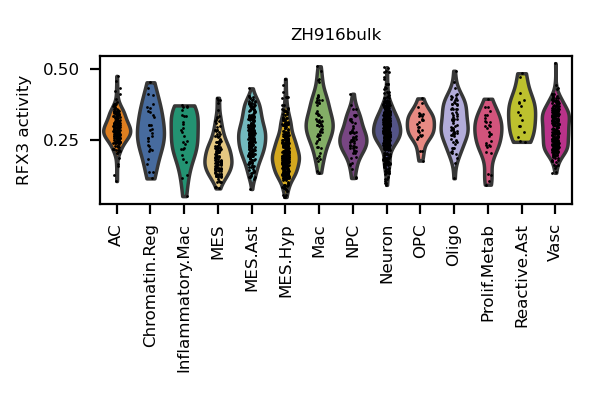 ZH916bulk
RFX3 activity
0.50
0.25
AC
Chromatin.Reg
Inflammatory.Mac
MES
MES.Ast
MES.Hyp
Mac
NPC
Neuron
OPC
Oligo
Prolif.Metab
Reactive.Ast
Vasc